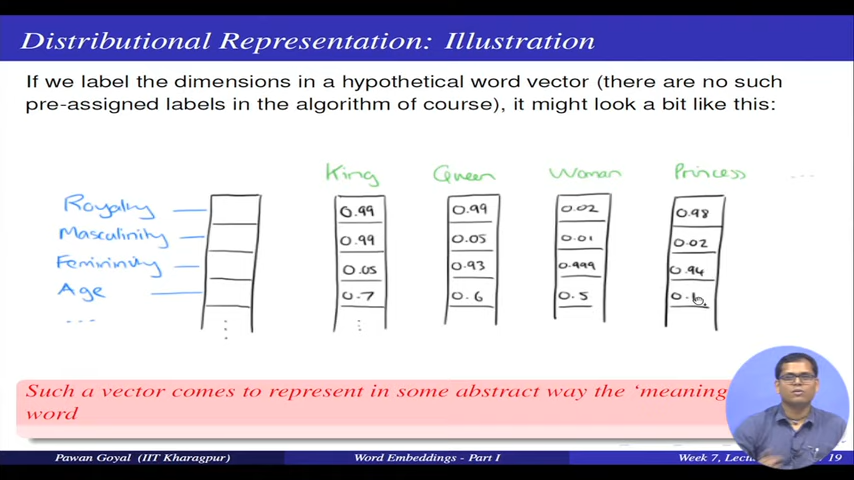 Distributional Representation: Illustration
If we label the dimensions in a hypothetical word vector (there are no such
pre-assigned labels in the algorithm of course), it might look a bit like this:
King Queen Woman Princess ...
Royalty 0.99 0.99 0.02 0.98
Masculinity 0.99 0.05 0.01 0.02
Femininity 0.05 0.93 0.999 0.94
Age 0.7 0.6 0.5 0.1
...
Such a vector comes to represent in some abstract way the ‘meaning
word
Pawan Goyal (IIT Kharagpur) Word Embeddings - Part I Week 7, 19